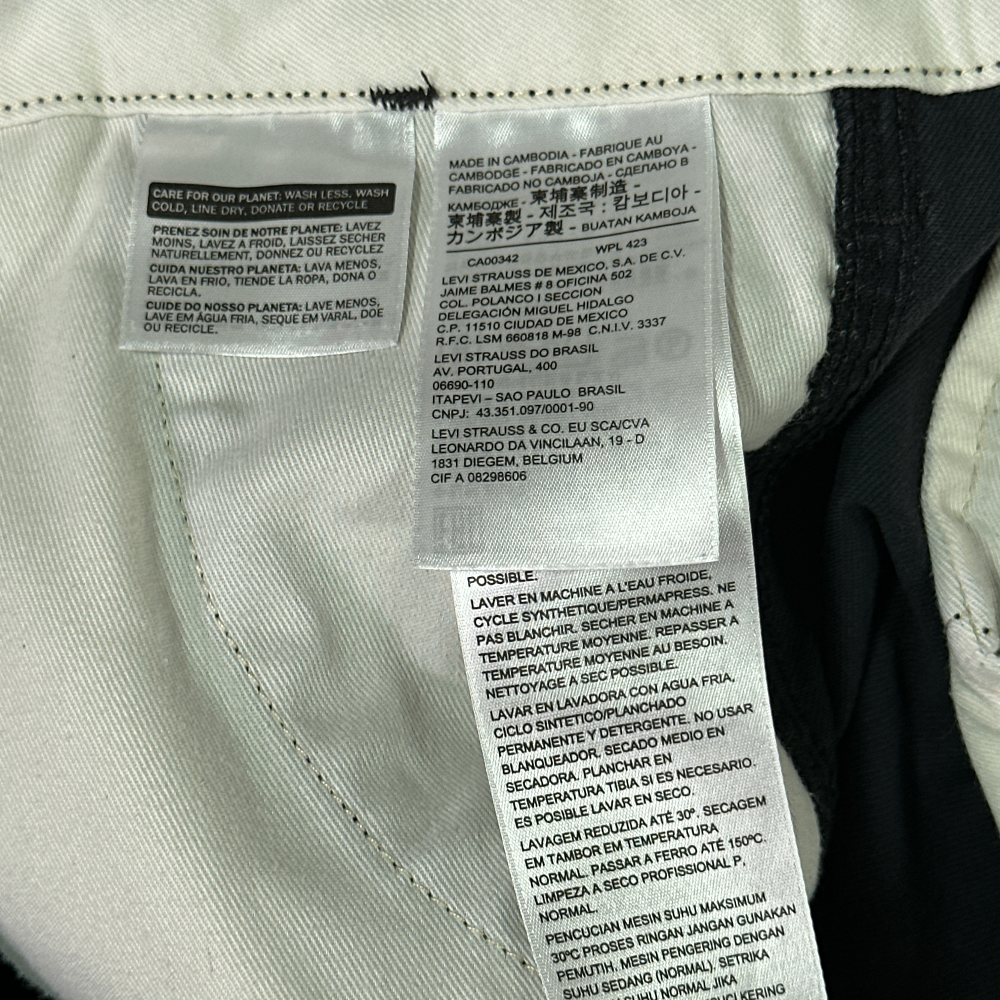 CARE FOR OUR PLANET: WASH LESS, WASH
COLD, LINE DRY, DONATE OR RECYCLE
PRENEZ SOIN DE NOTRE PLANETE: LAVEZ
MOINS, LAVEZ A FROID, LAISSEZ SECHER
NATURELLEMENT, DONNEZ OU RECYCLEZ
CUIDA NUESTRO PLANETA: LAVA MENOS,
LAVA EN FRIO, TIENDE LA ROPA, DONA O
RECICLA.
CUIDE DO NOSSO PLANETA: LAVE MENOS,
LAVE EM ÁGUA FRIA, SEQUE EM VARAL, DOE
OU RECICLE.
MADE IN CAMBODIA - FABRIQUE AU
CAMBODGE - FABRICADO EN CAMBOYA -
FABRICADO NO CAMBOJA - СДЕЛАНО В
КАМБОДЖЕ - 柬埔寨制造 -
柬埔寨製 - 제조국 : 캄보디아 -
カンボジア製 - BUATAN KAMBOJA
CA00342 WPL 423
LEVI STRAUSS DE MEXICO, S.A. DE C.V.
JAIME BALMES # 8 OFICINA 502
COL. POLANCO I SECCION
DELEGACIÓN MIGUEL HIDALGO
C.P. 11510 CIUDAD DE MEXICO
R.F.C. LSM 660818 M-98 C.N.I.V. 3337
LEVI STRAUSS DO BRASIL
AV. PORTUGAL, 400
06690-110
ITAPEVI – SAO PAULO BRASIL
CNPJ: 43.351.097/0001-90
LEVI STRAUSS & CO. EU SCA/CVA
LEONARDO DA VINCILAAN, 19 - D
1831 DIEGEM, BELGIUM
CIF A 08298606
POSSIBLE.
LAVER EN MACHINE A L'EAU FROIDE,
CYCLE SYNTHETIQUE/PERMAPRESS. NE
PAS BLANCHIR. SECHER EN MACHINE A
TEMPERATURE MOYENNE. REPASSER A
TEMPERATURE MOYENNE AU BESOIN.
NETTOYAGE A SEC POSSIBLE.
LAVAR EN LAVADORA CON AGUA FRIA,
CICLO SINTETICO/PLANCHADO
PERMANENTE Y DETERGENTE. NO USAR
BLANQUEADOR. SECADO MEDIO EN
SECADORA. PLANCHAR EN
TEMPERATURA TIBIA SI ES NECESARIO.
ES POSIBLE LAVAR EN SECO.
LAVAGEM REDUZIDA ATÉ 30º. SECAGEM
EM TAMBOR EM TEMPERATURA
NORMAL. PASSAR A FERRO ATÉ 150ºC.
LIMPEZA A SECO PROFISSIONAL P,
NORMAL.
PENCUCIAN MESIN SUHU MAKSIMUM
30ºC PROSES RINGAN JANGAN GUNAKAN
PEMUTIH. MESIN PENGERING DENGAN
SUHU SEDANG (NORMAL). SETRIKA
SUHU NORMAL JIKA
KERING